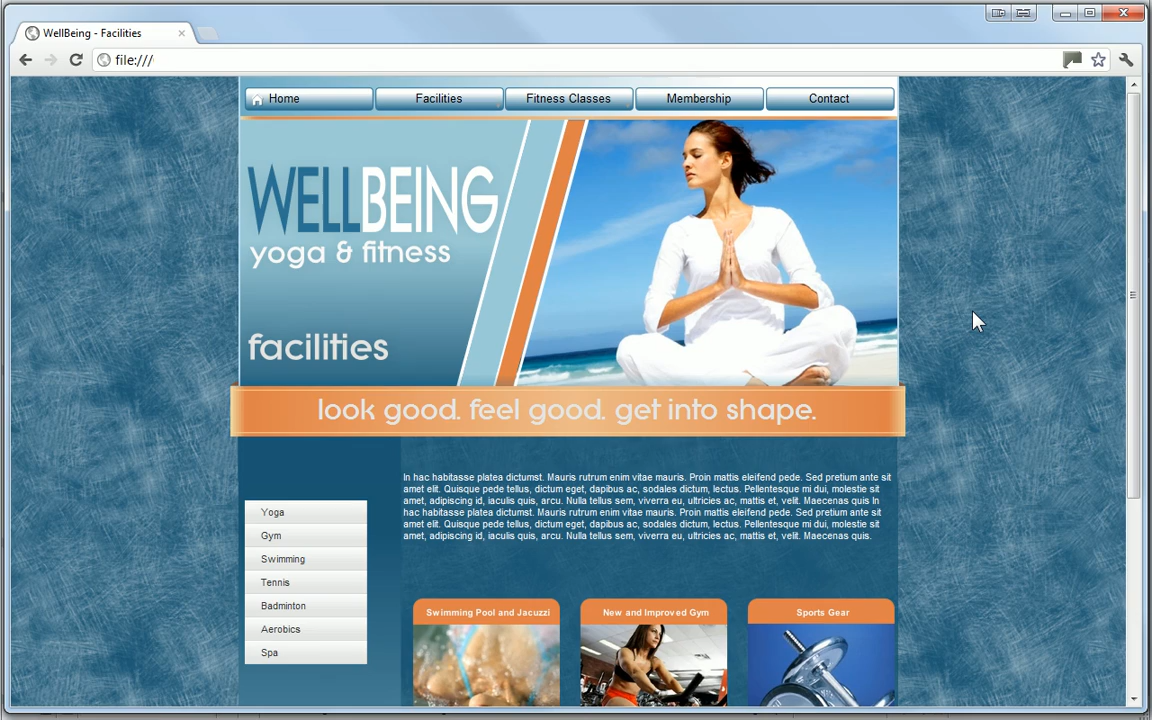 WellBeing - Facilities
file:///
Home
Facilities
Fitness Classes
Membership
Contact
WELLBEING
yoga & fitness
facilities
look good. feel good. get into shape.
In hac habitasse platea dictumst. Mauris rutrum enim vitae mauris. Proin mattis eleifend pede. Sed pretium ante sit
amet elit. Quisque pede tellus, dictum eget, dapibus ac, sodales dictum, lectus. Pellentesque mi dui, molestie sit
amet, adipiscing id, iaculis quis, arcu. Nulla tellus sem, viverra eu, ultricies ac, mattis et, velit. Maecenas quis In
hac habitasse platea dictumst. Mauris rutrum enim vitae mauris. Proin mattis eleifend pede. Sed pretium ante sit
amet elit. Quisque pede tellus, dictum eget, dapibus ac, sodales dictum, lectus. Pellentesque mi dui, molestie sit
amet, adipiscing id, iaculis quis, arcu. Nulla tellus sem, viverra eu, ultricies ac, mattis et, velit. Maecenas quis.
Yoga
Gym
Swimming
Tennis
Badminton
Aerobics
Spa
Swimming Pool and Jacuzzi
New and Improved Gym
Sports Gear